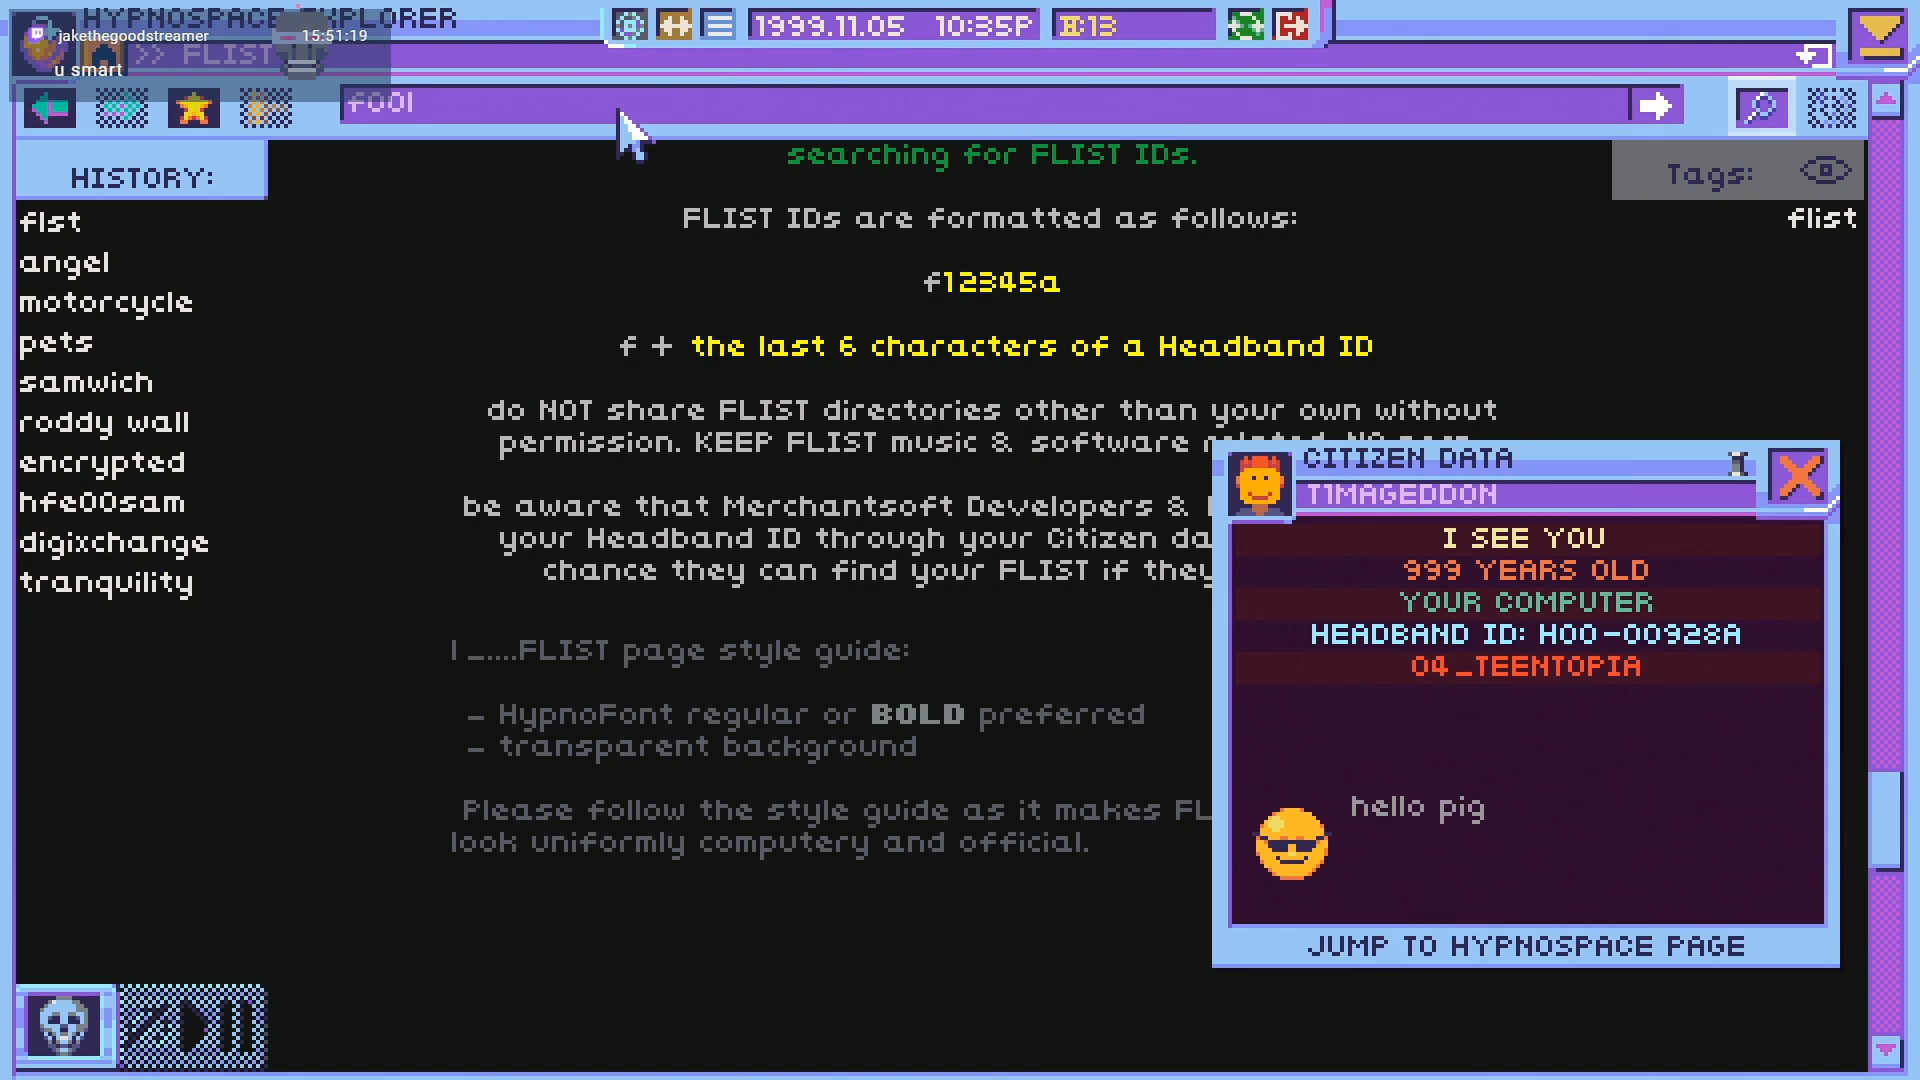 HYPNOSPACE EXPLORER
jakethegoodstreamer 15:51:19
u smart
>> FLIST
1999.11.05 10:35P
13
f00l
HISTORY:
flst
angel
motorcycle
pets
samwich
roddy wall
encrypted
hfe00sam
digixchange
tranquility
Tags:
flist
searching for FLIST IDs.
FLIST IDs are formatted as follows:
f12345a
f + the last 6 characters of a Headband ID
do NOT share FLIST directories other than your own without
permission. KEEP FLIST music & software
be aware that Merchantsoft Developers &
your Headband ID through your Citizen da
chance they can find your FLIST if they
| _....FLIST page style guide:
- HypnoFont regular or BOLD preferred
- transparent background
Please follow the style guide as it makes FL
look uniformly computery and official.
CITIZEN DATA
T1MAGEDDON
I SEE YOU
999 YEARS OLD
YOUR COMPUTER
HEADBAND ID: H00-00928A
04_TEENTOPIA
hello pig
JUMP TO HYPNOSPACE PAGE